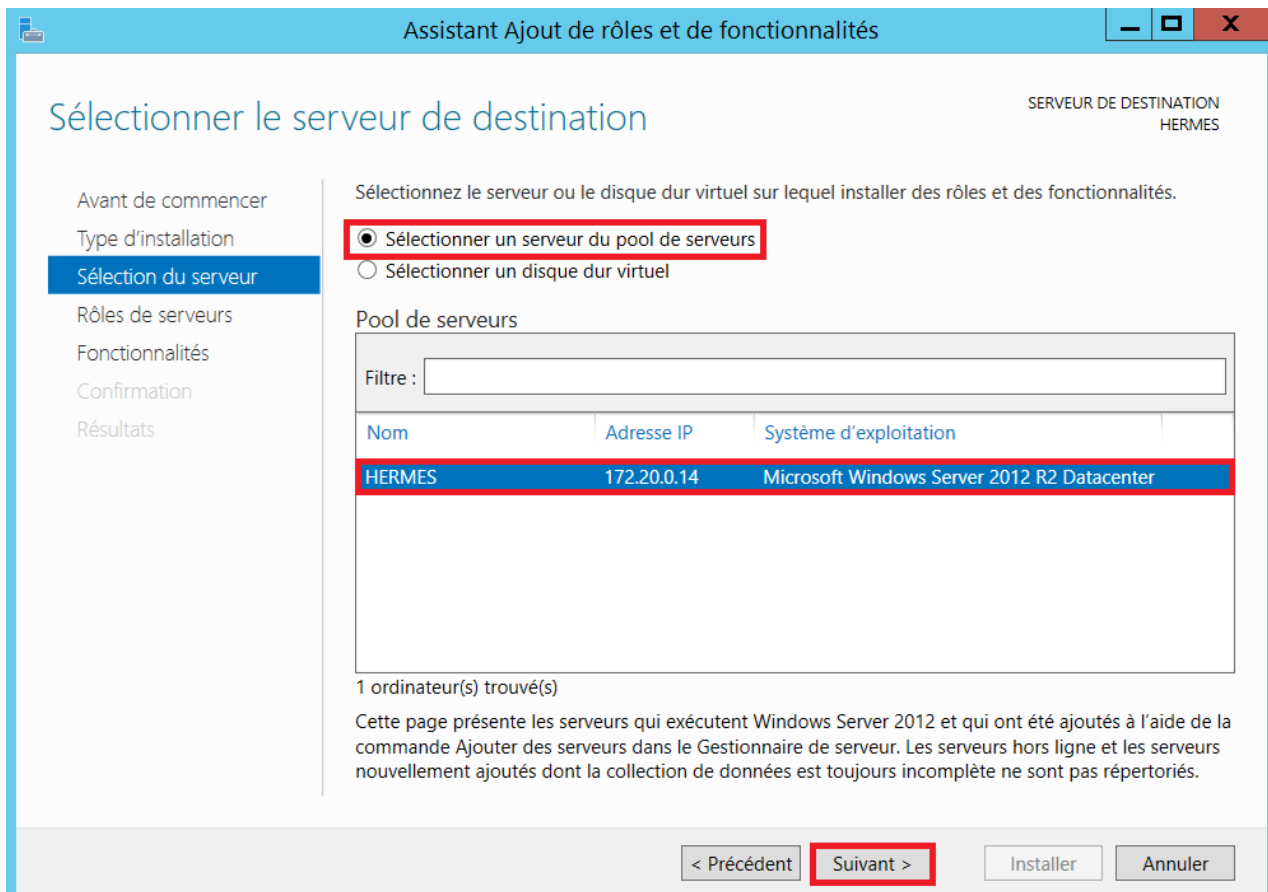 Assistant Ajout de rôles et de fonctionnalités
X
Sélectionner le serveur de destination
SERVEUR DE DESTINATION
HERMES
Avant de commencer
Type d'installation
Sélection du serveur
Rôles de serveurs
Fonctionnalités
Confirmation
Résultats
Sélectionnez le serveur ou le disque dur virtuel sur lequel installer des rôles et des fonctionnalités.
Sélectionner un serveur du pool de serveurs
Sélectionner un disque dur virtuel
Pool de serveurs
Filtre :
Nom Adresse IP Système d'exploitation
HERMES 172.20.0.14 Microsoft Windows Server 2012 R2 Datacenter
1 ordinateur(s) trouvé(s)
Cette page présente les serveurs qui exécutent Windows Server 2012 et qui ont été ajoutés à l'aide de la
commande Ajouter des serveurs dans le Gestionnaire de serveur. Les serveurs hors ligne et les serveurs
nouvellement ajoutés dont la collection de données est toujours incomplète ne sont pas répertoriés.
< Précédent Suivant > Installer Annuler